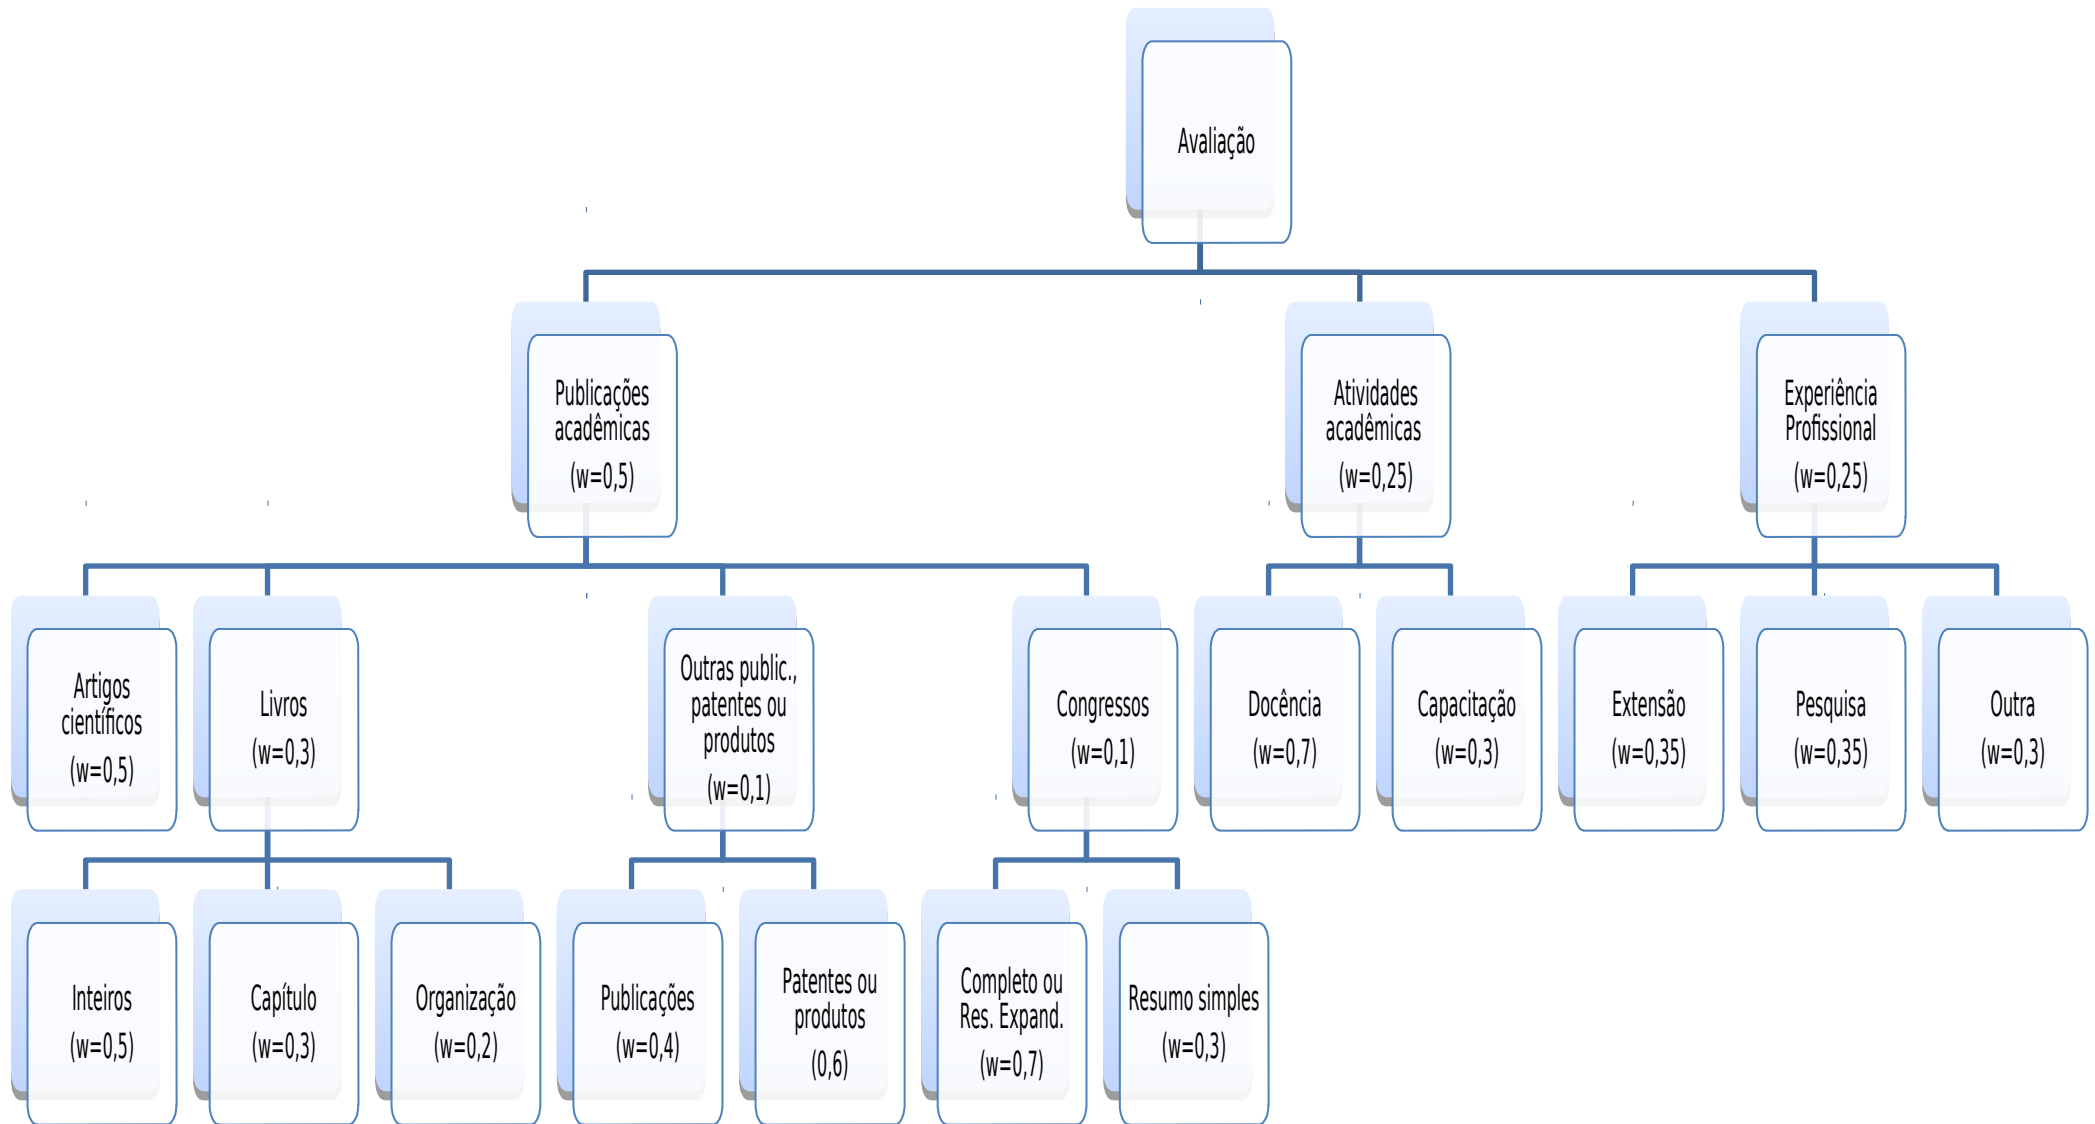 Avaliação
Publicações
acadêmicas
(w=0,5)
Atividades
acadêmicas
(w=0,25)
Experiência
Profissional
(w=0,25)
Artigos
científicos
(w=0,5)
Livros
(w=0,3)
Outras public.,
patentes ou
produtos
(w=0,1)
Congressos
(w=0,1)
Docência
(w=0,7)
Capacitação
(w=0,3)
Extensão
(w=0,35)
Pesquisa
(w=0,35)
Outra
(w=0,3)
Inteiros
(w=0,5)
Capítulo
(w=0,3)
Organização
(w=0,2)
Publicações
(w=0,4)
Patentes ou
produtos
(0,6)
Completo ou
Res. Expand.
(w=0,7)
Resumo simples
(w=0,3)